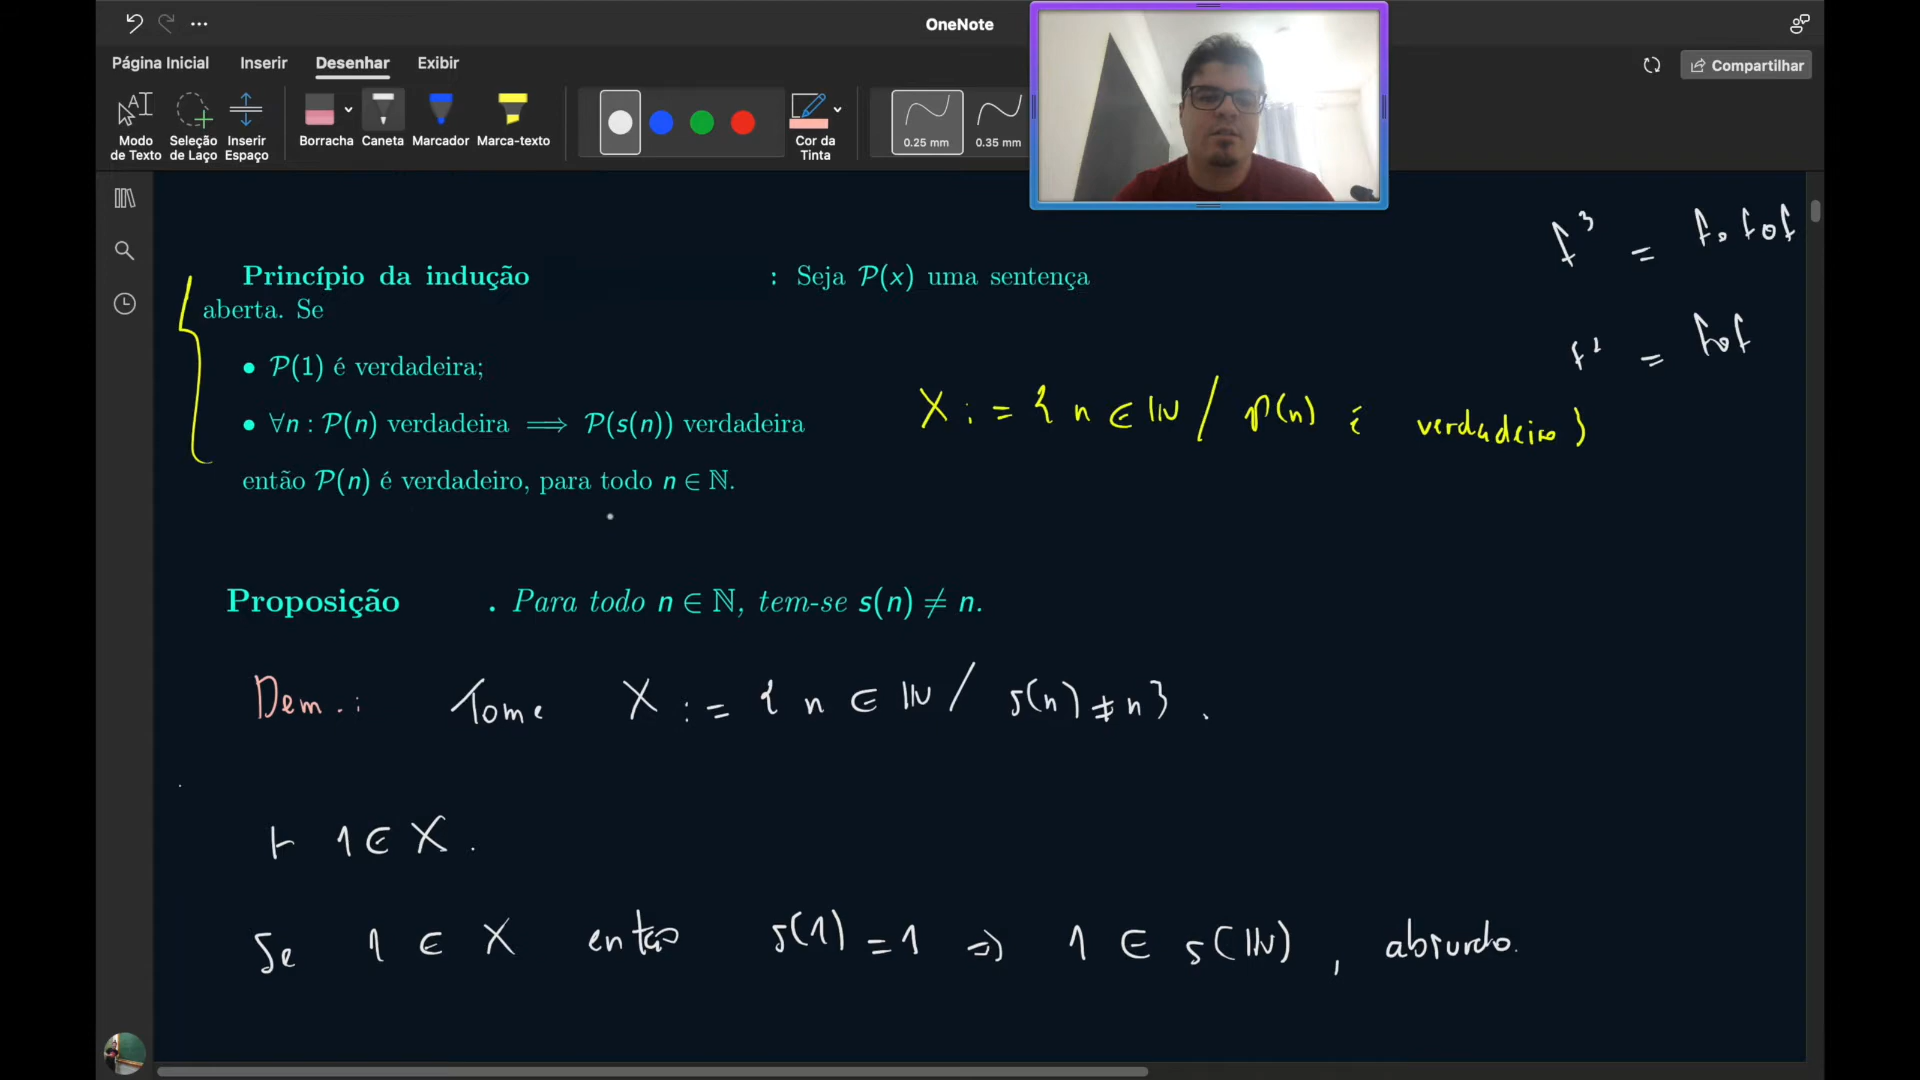 OneNote
Página Inicial Inserir Desenhar Exibir
Compartilhar
Modo de Texto
Seleção de Laço
Inserir Espaço
Borracha
Caneta
Marcador
Marca-texto
Cor da Tinta
0.25 mm
0.35 mm
f³ = fofof
f² = fof
Princípio da indução : Seja P(x) uma sentença
aberta. Se
• P(1) é verdadeira;
• ∀n : P(n) verdadeira ⟹ P(s(n)) verdadeira
então P(n) é verdadeiro, para todo n ∈ ℕ.
X := { n ∈ ℕ / P(n) é verdadeiro }
Proposição . Para todo n ∈ ℕ, tem-se s(n) ≠ n.
Dem.: Tome X := { n ∈ ℕ / s(n) ≠ n } .
⊢ 1 ∈ X .
Se 1 ∈ X então s(1) = 1 ⇒ 1 ∈ s(ℕ) , absurdo.